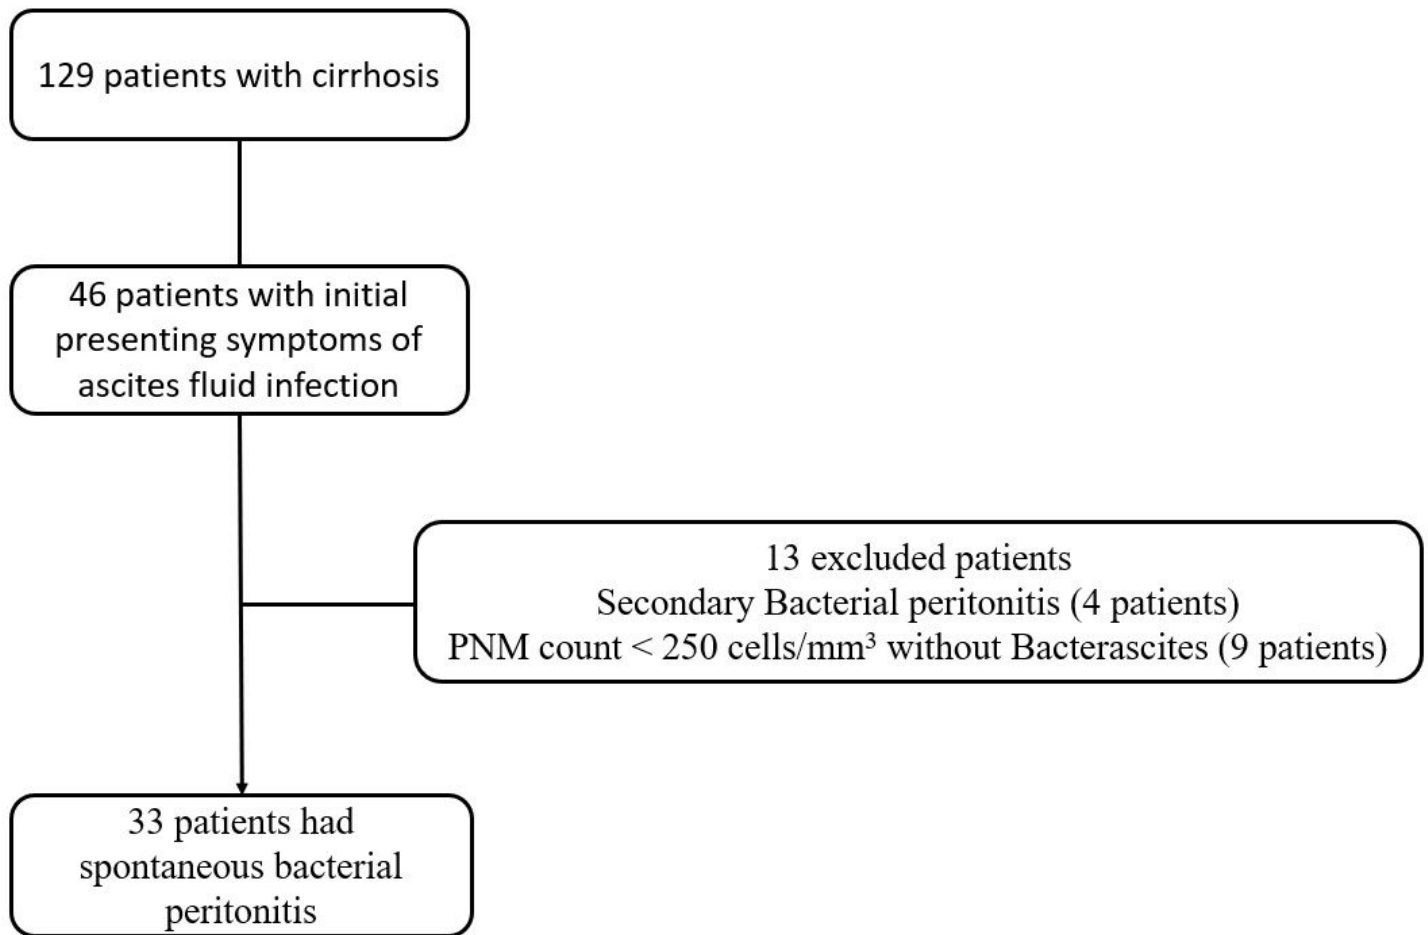 129 patients with cirrhosis
46 patients with initial
presenting symptoms of
ascites fluid infection
13 excluded patients
Secondary Bacterial peritonitis (4 patients)
PNM count < 250 cells/mm³ without Bacterascites (9 patients)
33 patients had
spontaneous bacterial
peritonitis